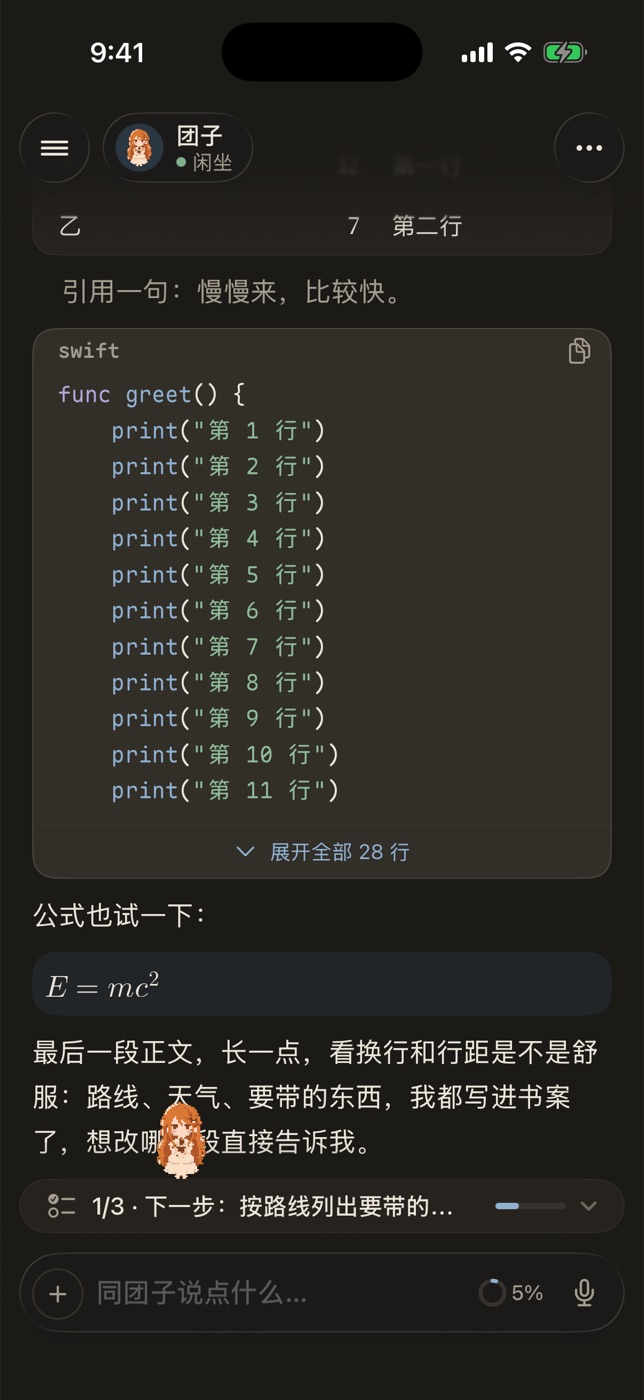 9:41
团子
闲坐
乙 7 第二行
引用一句：慢慢来，比较快。
swift
func greet() {
    print("第 1 行")
    print("第 2 行")
    print("第 3 行")
    print("第 4 行")
    print("第 5 行")
    print("第 6 行")
    print("第 7 行")
    print("第 8 行")
    print("第 9 行")
    print("第 10 行")
    print("第 11 行")
展开全部 28 行
公式也试一下：
E = mc²
最后一段正文，长一点，看换行和行距是不是舒
服：路线、天气、要带的东西，我都写进书案
了，想改哪段直接告诉我。
1/3 · 下一步：按路线列出要带的…
同团子说点什么… 5%